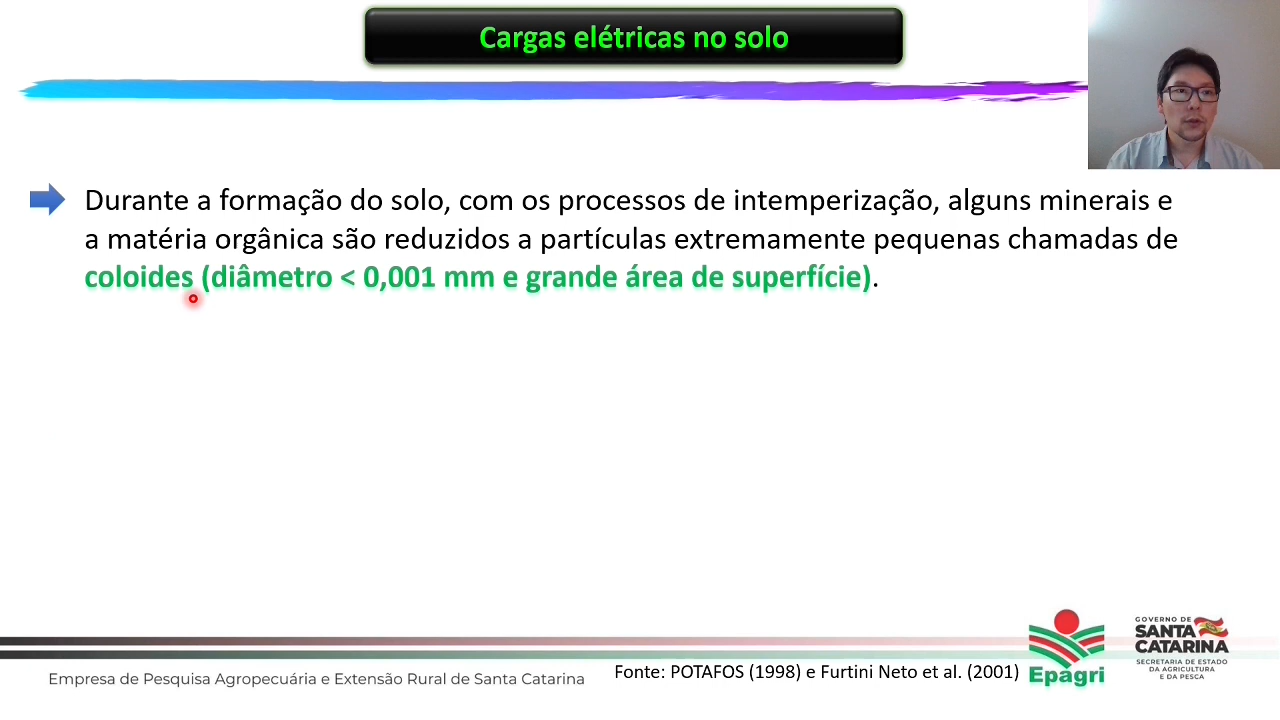 Cargas elétricas no solo
Durante a formação do solo, com os processos de intemperização, alguns minerais e
a matéria orgânica são reduzidos a partículas extremamente pequenas chamadas de
coloides (diâmetro < 0,001 mm e grande área de superfície).
Empresa de Pesquisa Agropecuária e Extensão Rural de Santa Catarina
Fonte: POTAFOS (1998) e Furtini Neto et al. (2001)
Epagri
GOVERNO DE
SANTA
CATARINA
SECRETARIA DE ESTADO
DA AGRICULTURA
E DA PESCA